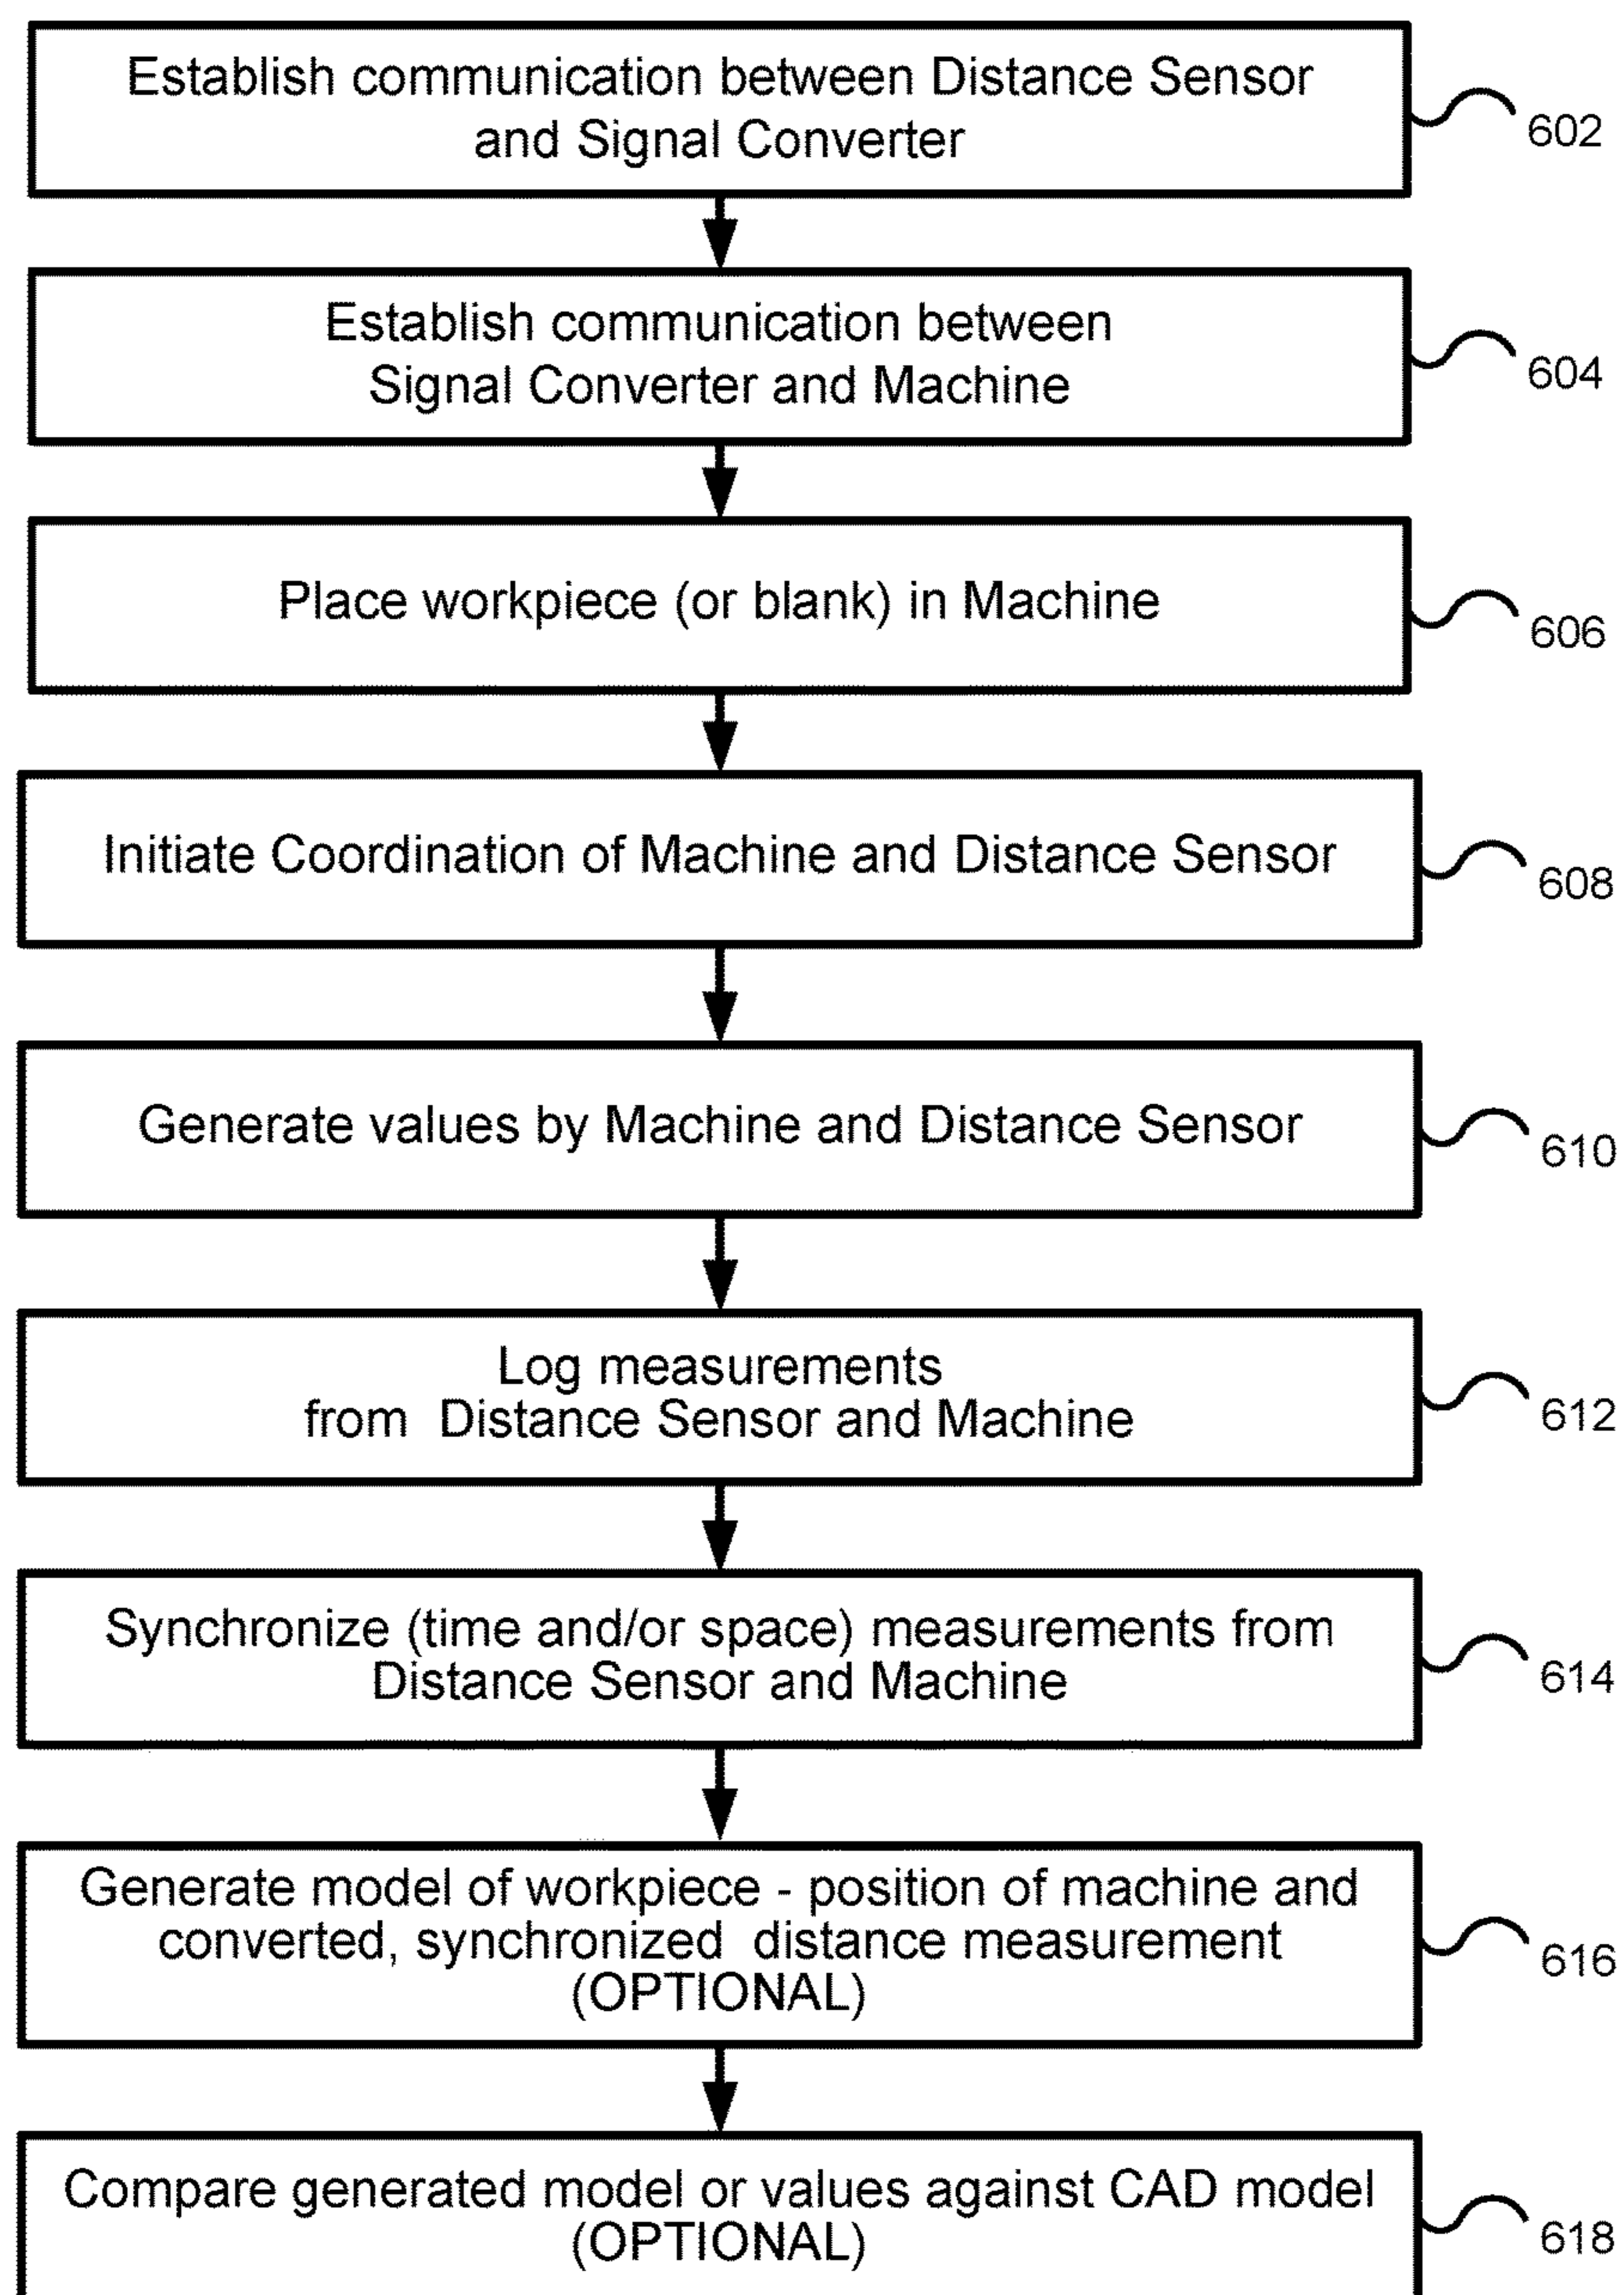 Establish communication between Distance Sensor
and Signal Converter
602
Establish communication between
Signal Converter and Machine
604
Place workpiece (or blank) in Machine
606
Initiate Coordination of Machine and Distance Sensor
608
Generate values by Machine and Distance Sensor
610
Log measurements
from Distance Sensor and Machine
612
Synchronize (time and/or space) measurements from
Distance Sensor and Machine
614
Generate model of workpiece - position of machine and
converted, synchronized distance measurement
(OPTIONAL)
616
Compare generated model or values against CAD model
(OPTIONAL)
618